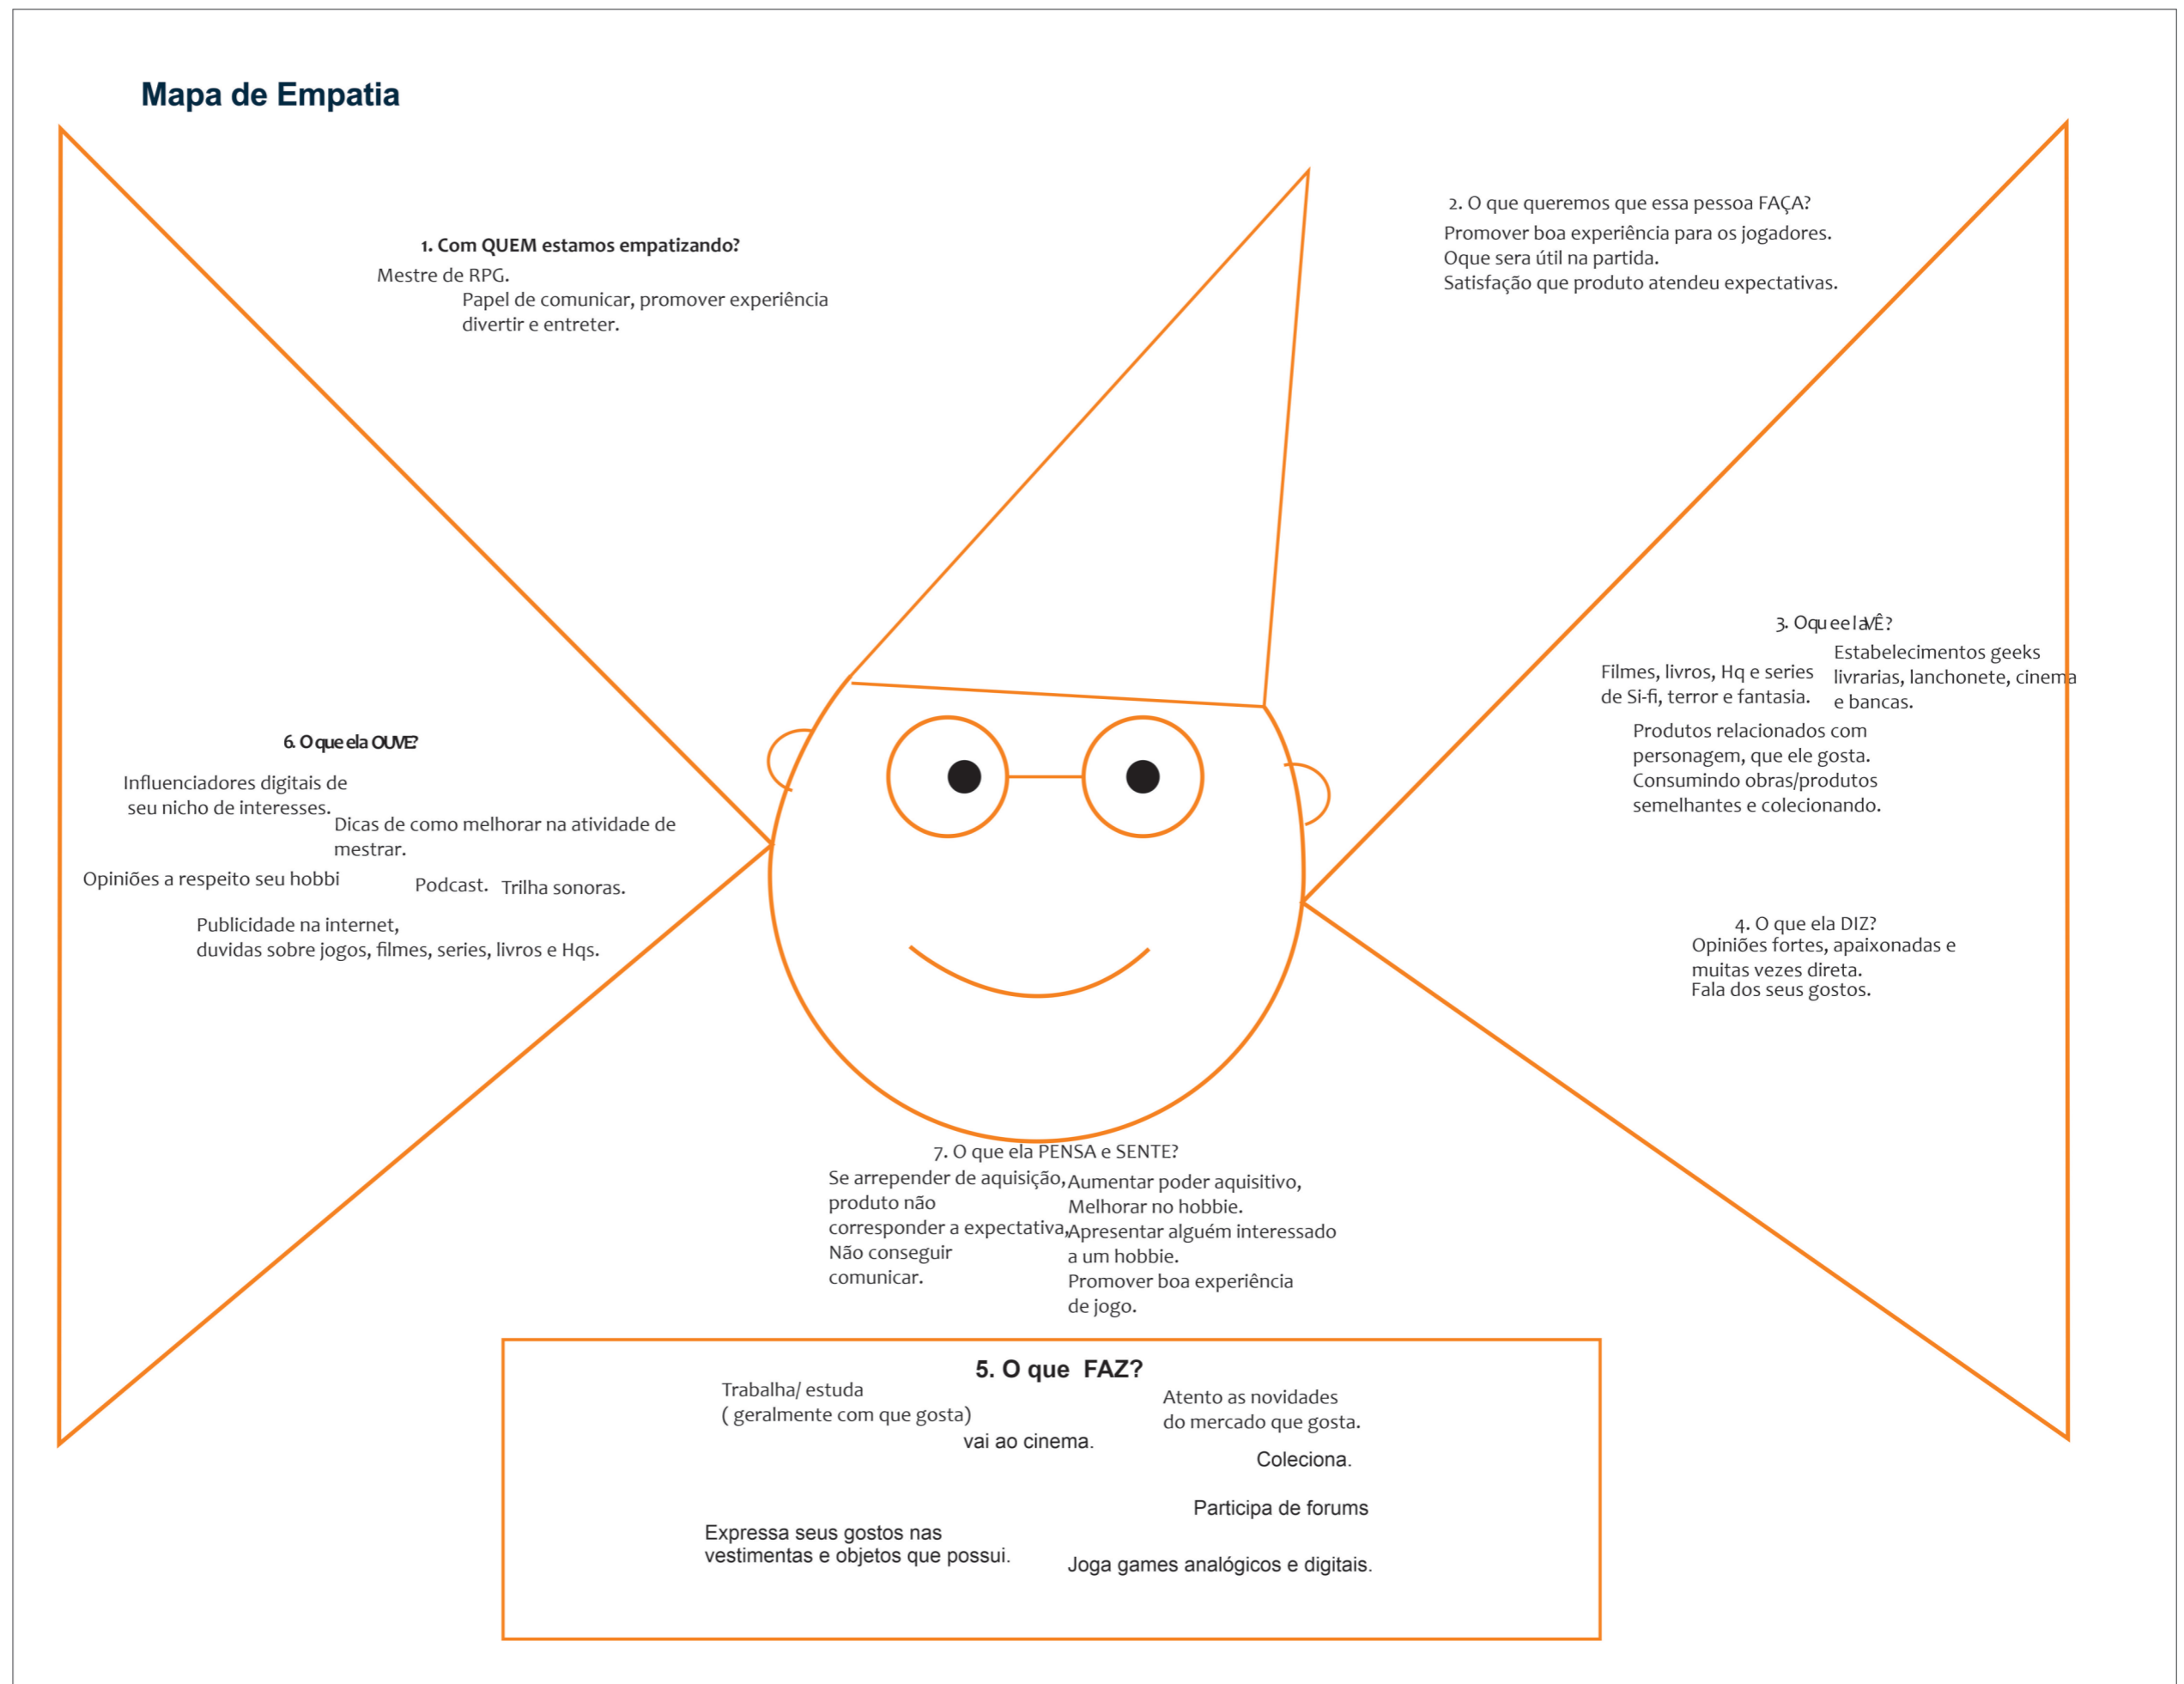 Mapa de Empatia
1. Com QUEM estamos empatizando?
Mestre de RPG.
Papel de comunicar, promover experiência
divertir e entreter.
2. O que queremos que essa pessoa FAÇA?
Promover boa experiência para os jogadores.
Oque sera útil na partida.
Satisfação que produto atendeu expectativas.
3. Oque ela VÊ?
Filmes, livros, Hq e series
de Si-fi, terror e fantasia.
Estabelecimentos geeks
livrarias, lanchonete, cinema
e bancas.
Produtos relacionados com
personagem, que ele gosta.
Consumindo obras/produtos
semelhantes e colecionando.
4. O que ela DIZ?
Opiniões fortes, apaixonadas e
muitas vezes direta.
Fala dos seus gostos.
6. O que ela OUVE?
Influenciadores digitais de
seu nicho de interesses.
Dicas de como melhorar na atividade de
mestrar.
Opiniões a respeito seu hobbi
Podcast.
Trilha sonoras.
Publicidade na internet,
duvidas sobre jogos, filmes, series, livros e Hqs.
7. O que ela PENSA e SENTE?
Se arrepender de aquisição,
produto não
corresponder a expectativa,
Não conseguir
comunicar.
Aumentar poder aquisitivo,
Melhorar no hobbie.
Apresentar alguém interessado
a um hobbie.
Promover boa experiência
de jogo.
5. O que FAZ?
Trabalha/ estuda
( geralmente com que gosta)
vai ao cinema.
Atento as novidades
do mercado que gosta.
Coleciona.
Participa de forums
Expressa seus gostos nas
vestimentas e objetos que possui.
Joga games analógicos e digitais.